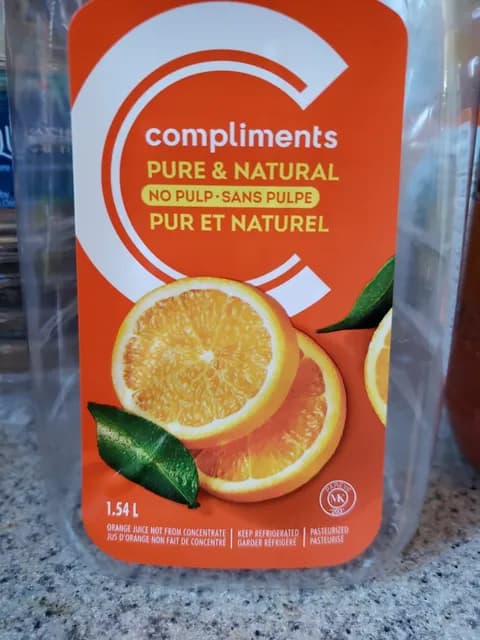 compliments
PURE & NATURAL
NO PULP • SANS PULPE
PUR ET NATUREL
1.54 L
ORANGE JUICE NOT FROM CONCENTRATE
JUS D'ORANGE NON FAIT DE CONCENTRÉ
KEEP REFRIGERATED
GARDER RÉFRIGÉRÉ
PASTEURIZED
PASTEURISÉ
MK